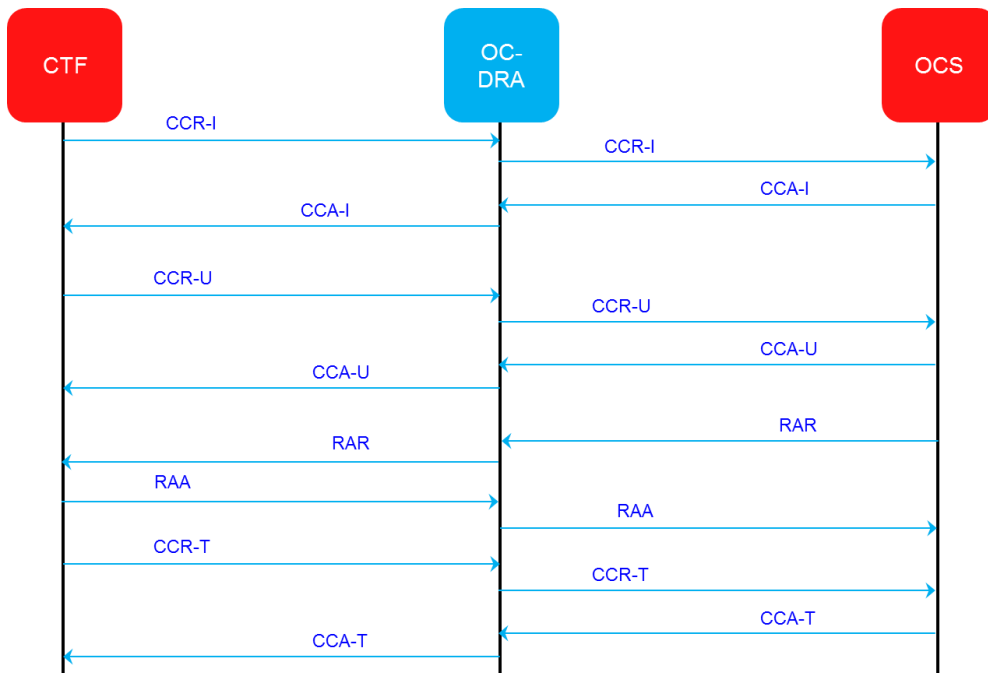 CTF
OC-
DRA
OCS
CCR-I
CCR-I
CCA-I
CCA-I
CCR-U
CCR-U
CCA-U
CCA-U
RAR
RAR
RAA
RAA
CCR-T
CCR-T
CCA-T
CCA-T